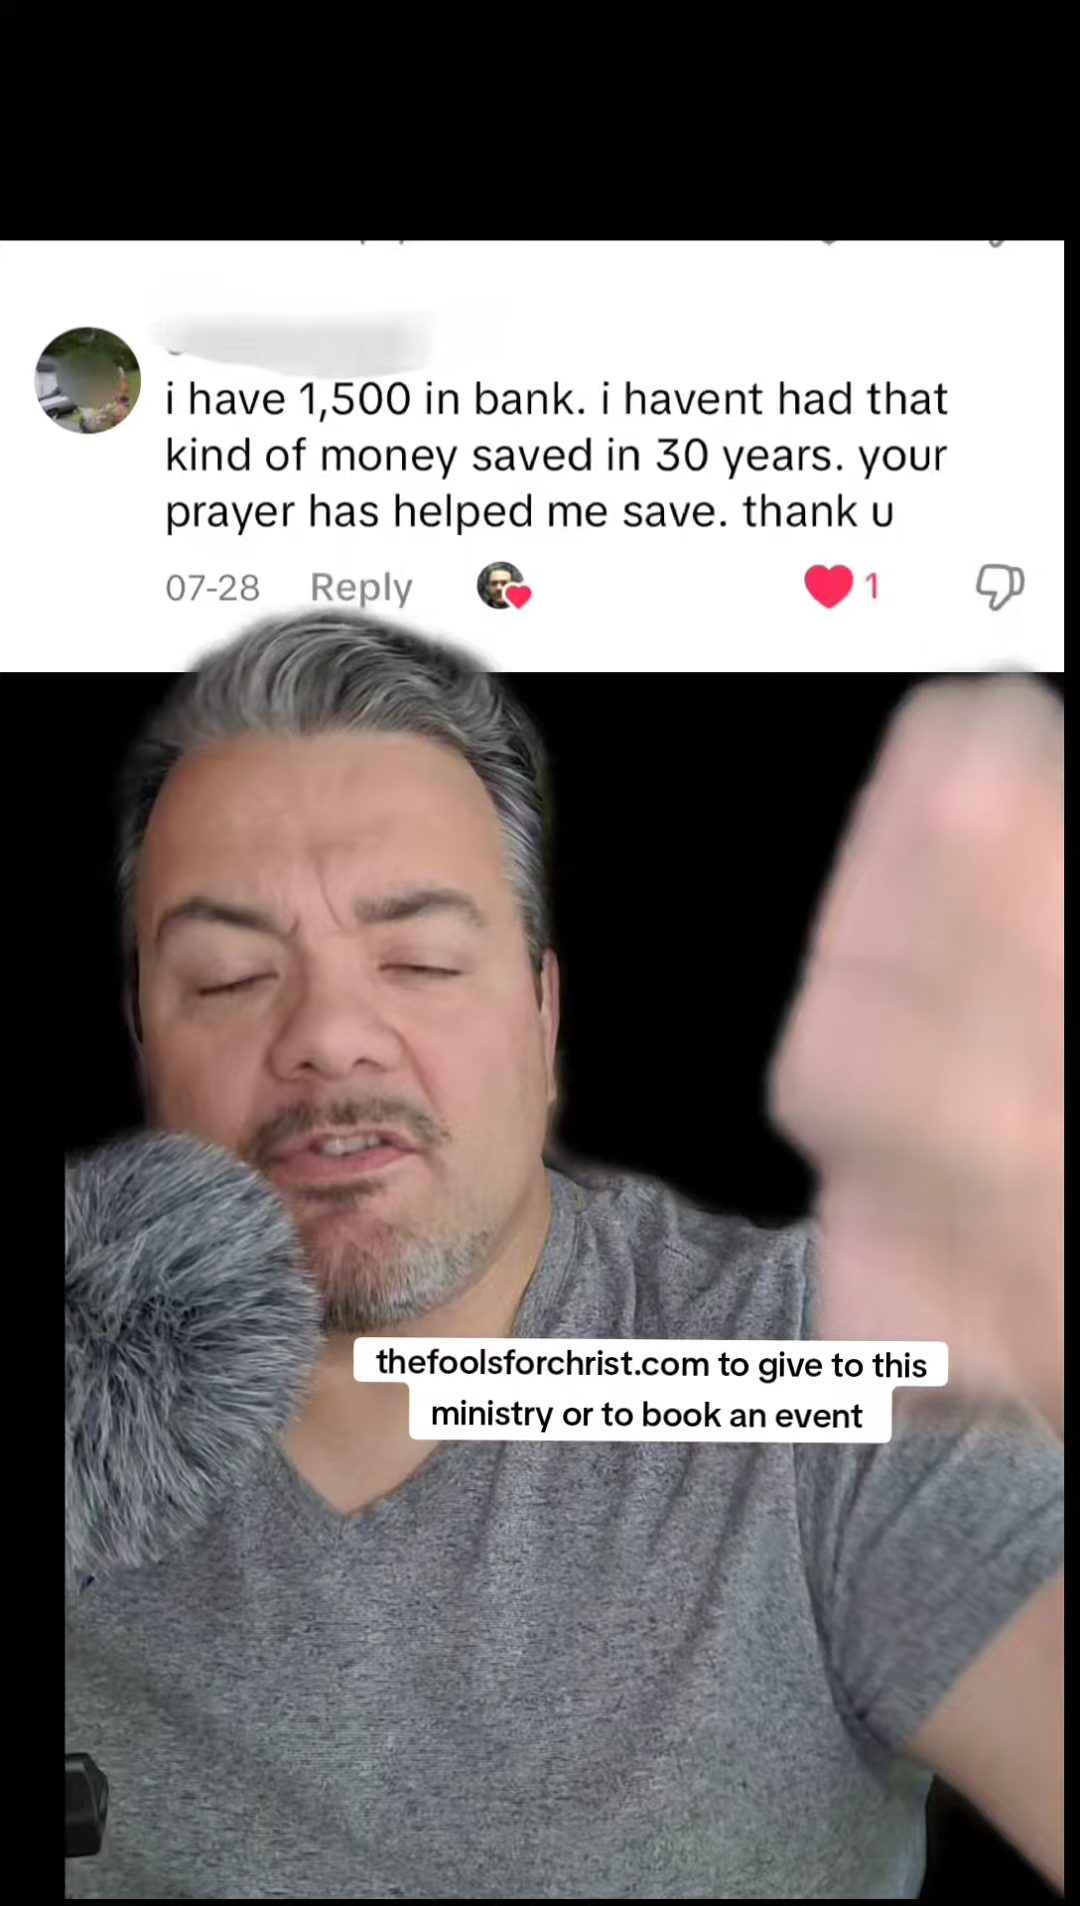 i have 1,500 in bank. i havent had that
kind of money saved in 30 years. your
prayer has helped me save. thank u
07-28 Reply 1
thefoolsforchrist.com to give to this
ministry or to book an event